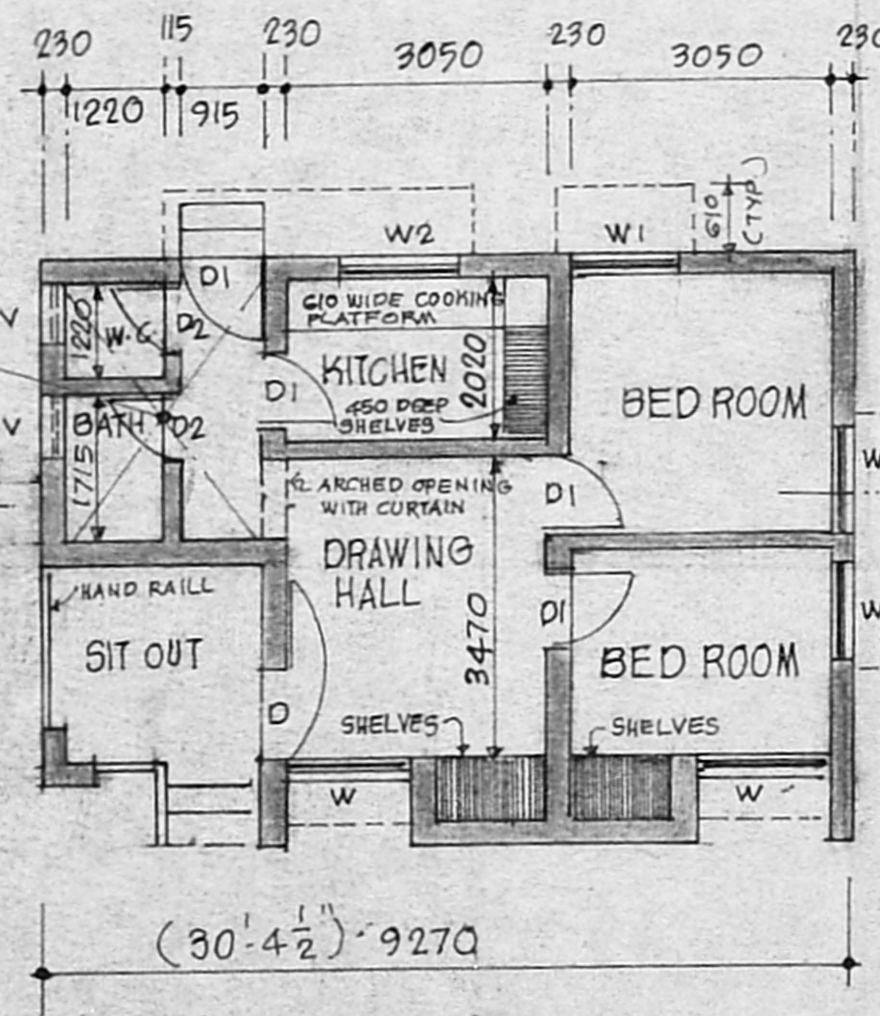 230
115
230
3050
230
3050
230
1220
915
610
(TYP.)
W2
W1
D1
V
1220
W.C.
D2
610 WIDE COOKING
PLATFORM
KITCHEN
2020
D1
450 DEEP
SHELVES
BED ROOM
V
BATH
D2
1715
W
ARCHED OPENING
WITH CURTAIN
D1
DRAWING
HALL
HAND RAILL
3470
D1
W
SIT OUT
BED ROOM
D
SHELVES
SHELVES
W
W
(30'-4½") 9270